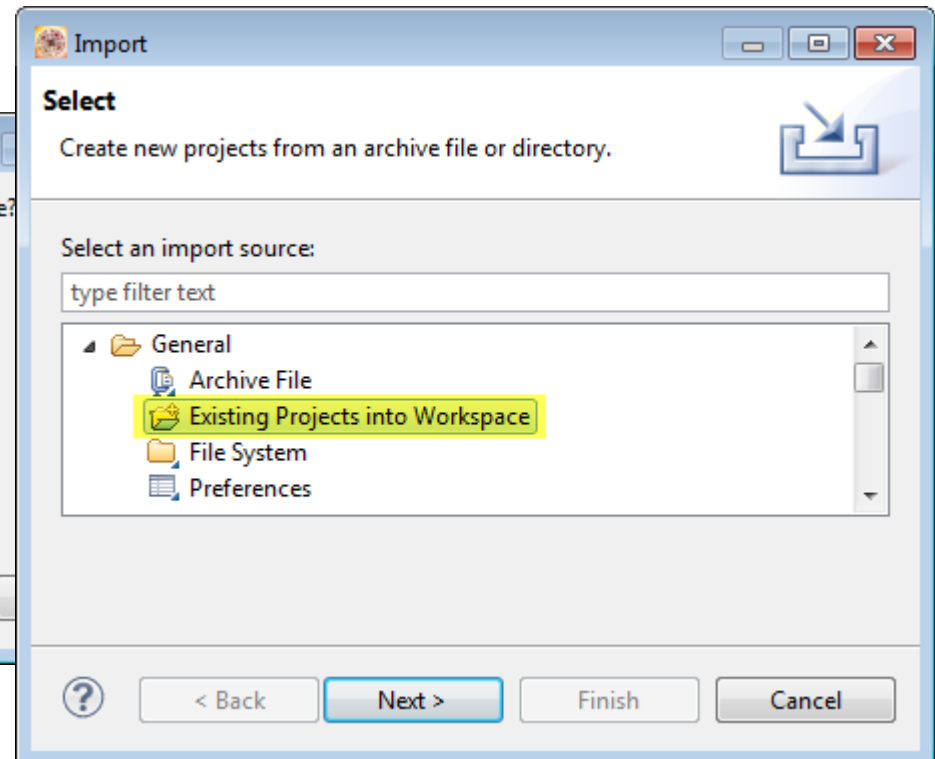 Import
Select
Create new projects from an archive file or directory.
e?
Select an import source:
type filter text
General
Archive File
Existing Projects into Workspace
File System
Preferences
?
< Back Next > Finish Cancel